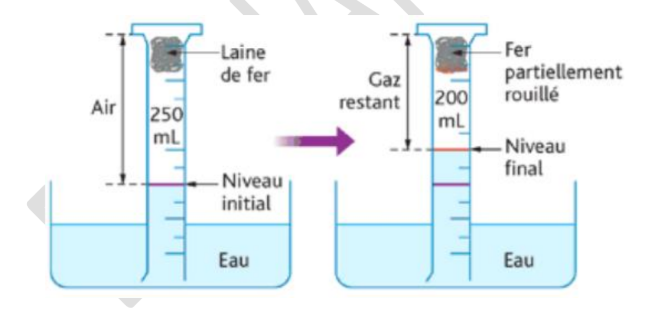 Air
250
mL
Laine
de fer
Niveau
initial
Eau
Gaz
restant
200
mL
Fer
partiellement
rouillé
Niveau
final
Eau